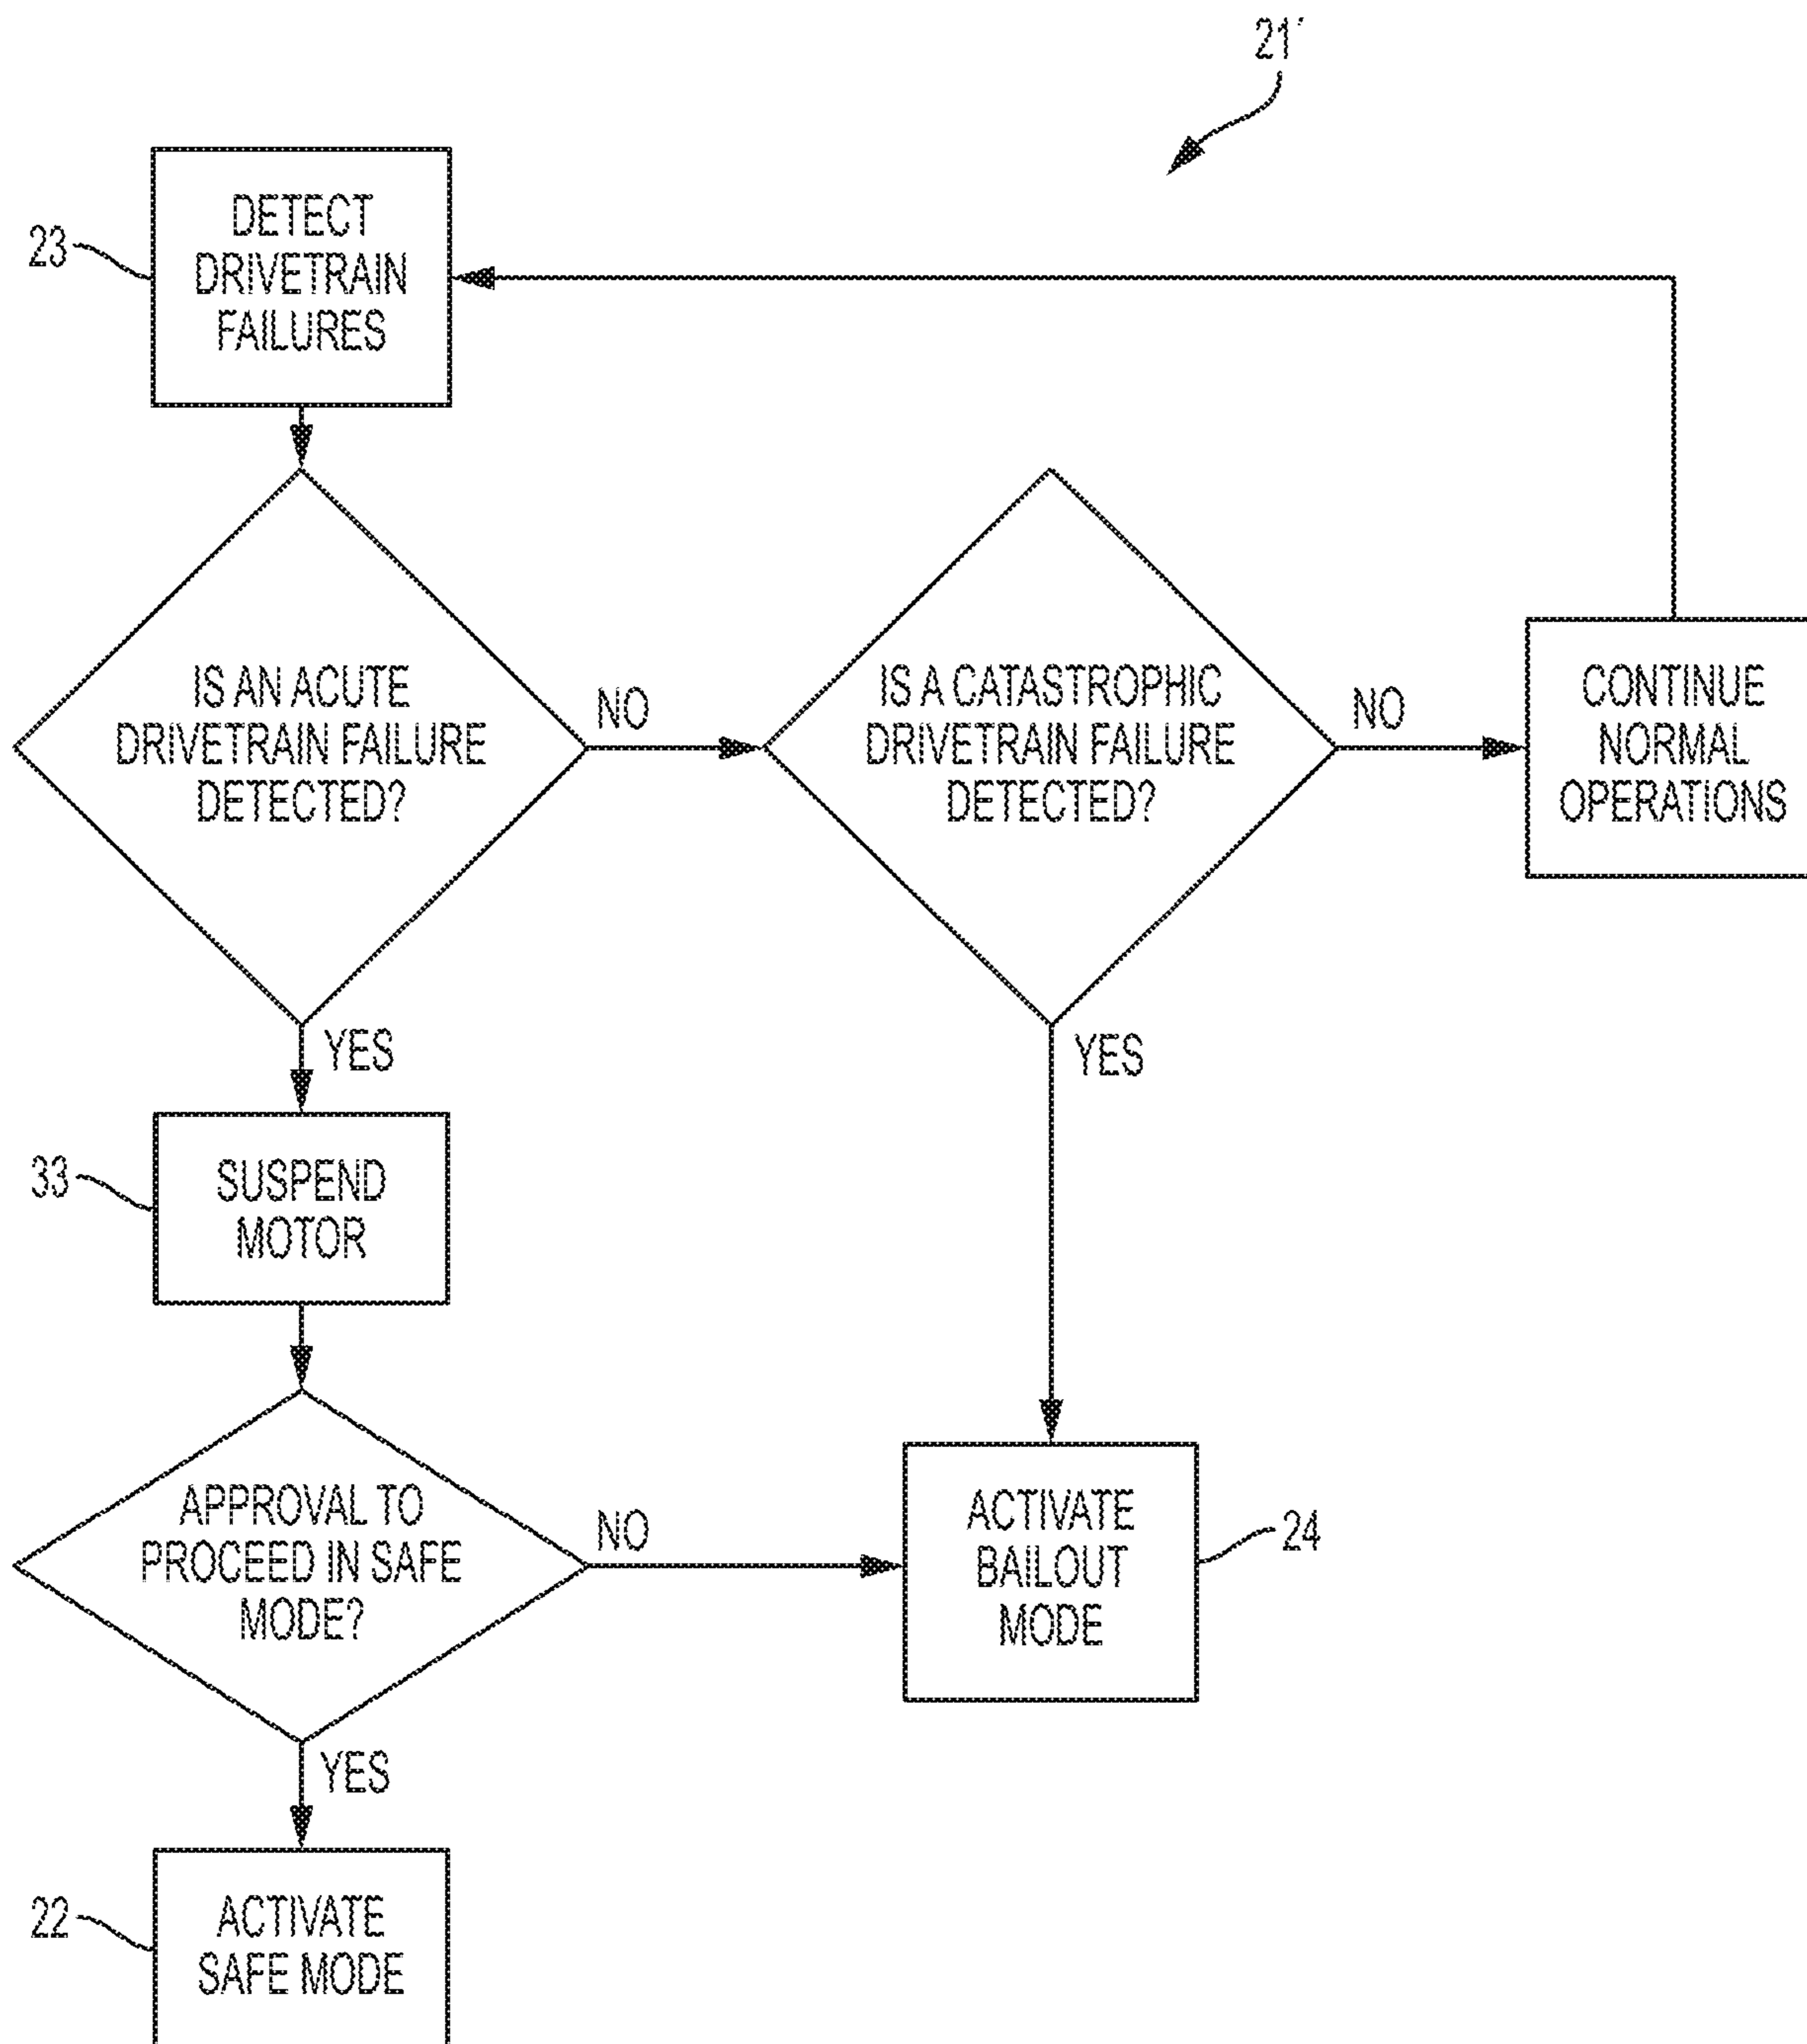 21'
23
DETECT
DRIVETRAIN
FAILURES
IS AN ACUTE
DRIVETRAIN FAILURE
DETECTED?
NO
IS A CATASTROPHIC
DRIVETRAIN FAILURE
DETECTED?
NO
CONTINUE
NORMAL
OPERATIONS
YES
YES
33
SUSPEND
MOTOR
APPROVAL TO
PROCEED IN SAFE
MODE?
NO
ACTIVATE
BAILOUT
MODE
24
YES
22
ACTIVATE
SAFE MODE